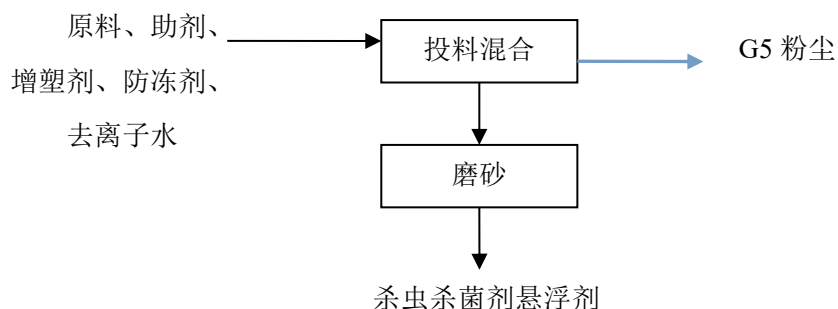 原料、助剂、
增塑剂、防冻剂、
去离子水
投料混合
G5 粉尘
磨砂
杀虫杀菌剂悬浮剂